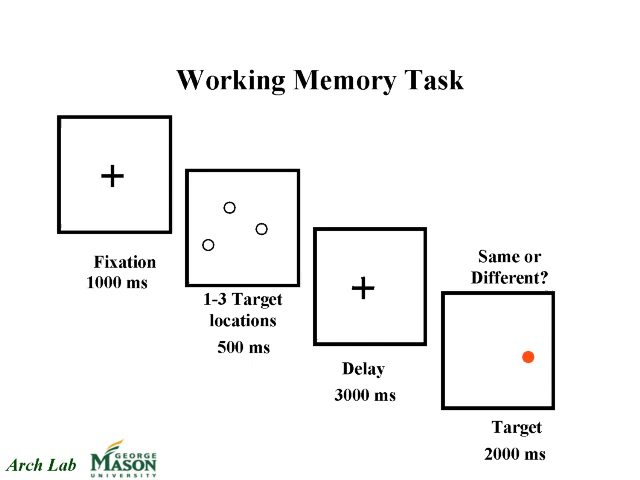 Working Memory Task
Fixation
1000 ms
1-3 Target
locations
500 ms
Delay
3000 ms
Same or
Different?
Target
2000 ms
Arch Lab
GEORGE
MASON
UNIVERSITY